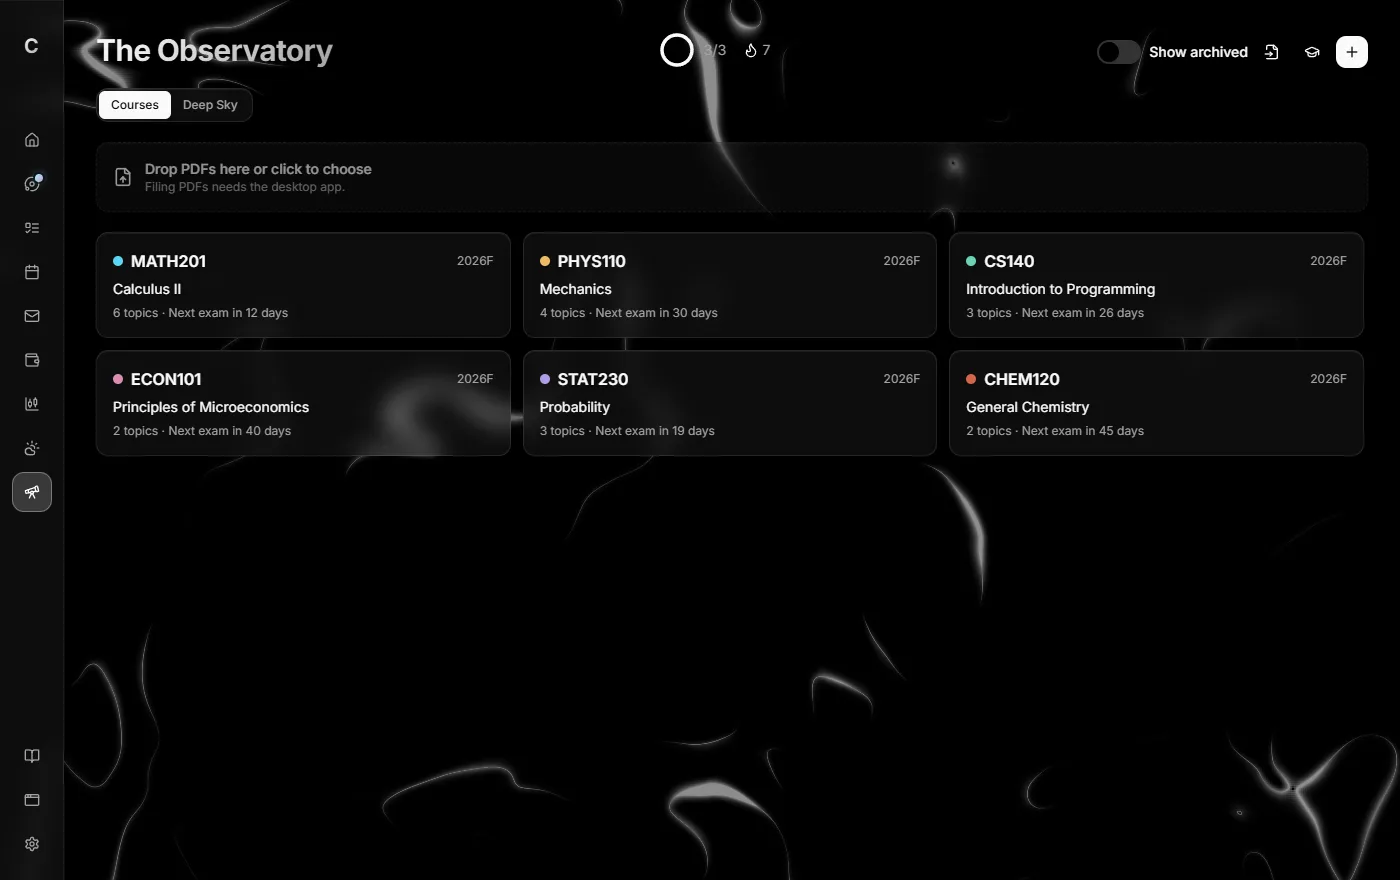 C
The Observatory
3/3
7
Show archived
Courses
Deep Sky
Drop PDFs here or click to choose
Filing PDFs needs the desktop app.
MATH201
2026F
Calculus II
6 topics · Next exam in 12 days
PHYS110
2026F
Mechanics
4 topics · Next exam in 30 days
CS140
2026F
Introduction to Programming
3 topics · Next exam in 26 days
ECON101
2026F
Principles of Microeconomics
2 topics · Next exam in 40 days
STAT230
2026F
Probability
3 topics · Next exam in 19 days
CHEM120
2026F
General Chemistry
2 topics · Next exam in 45 days